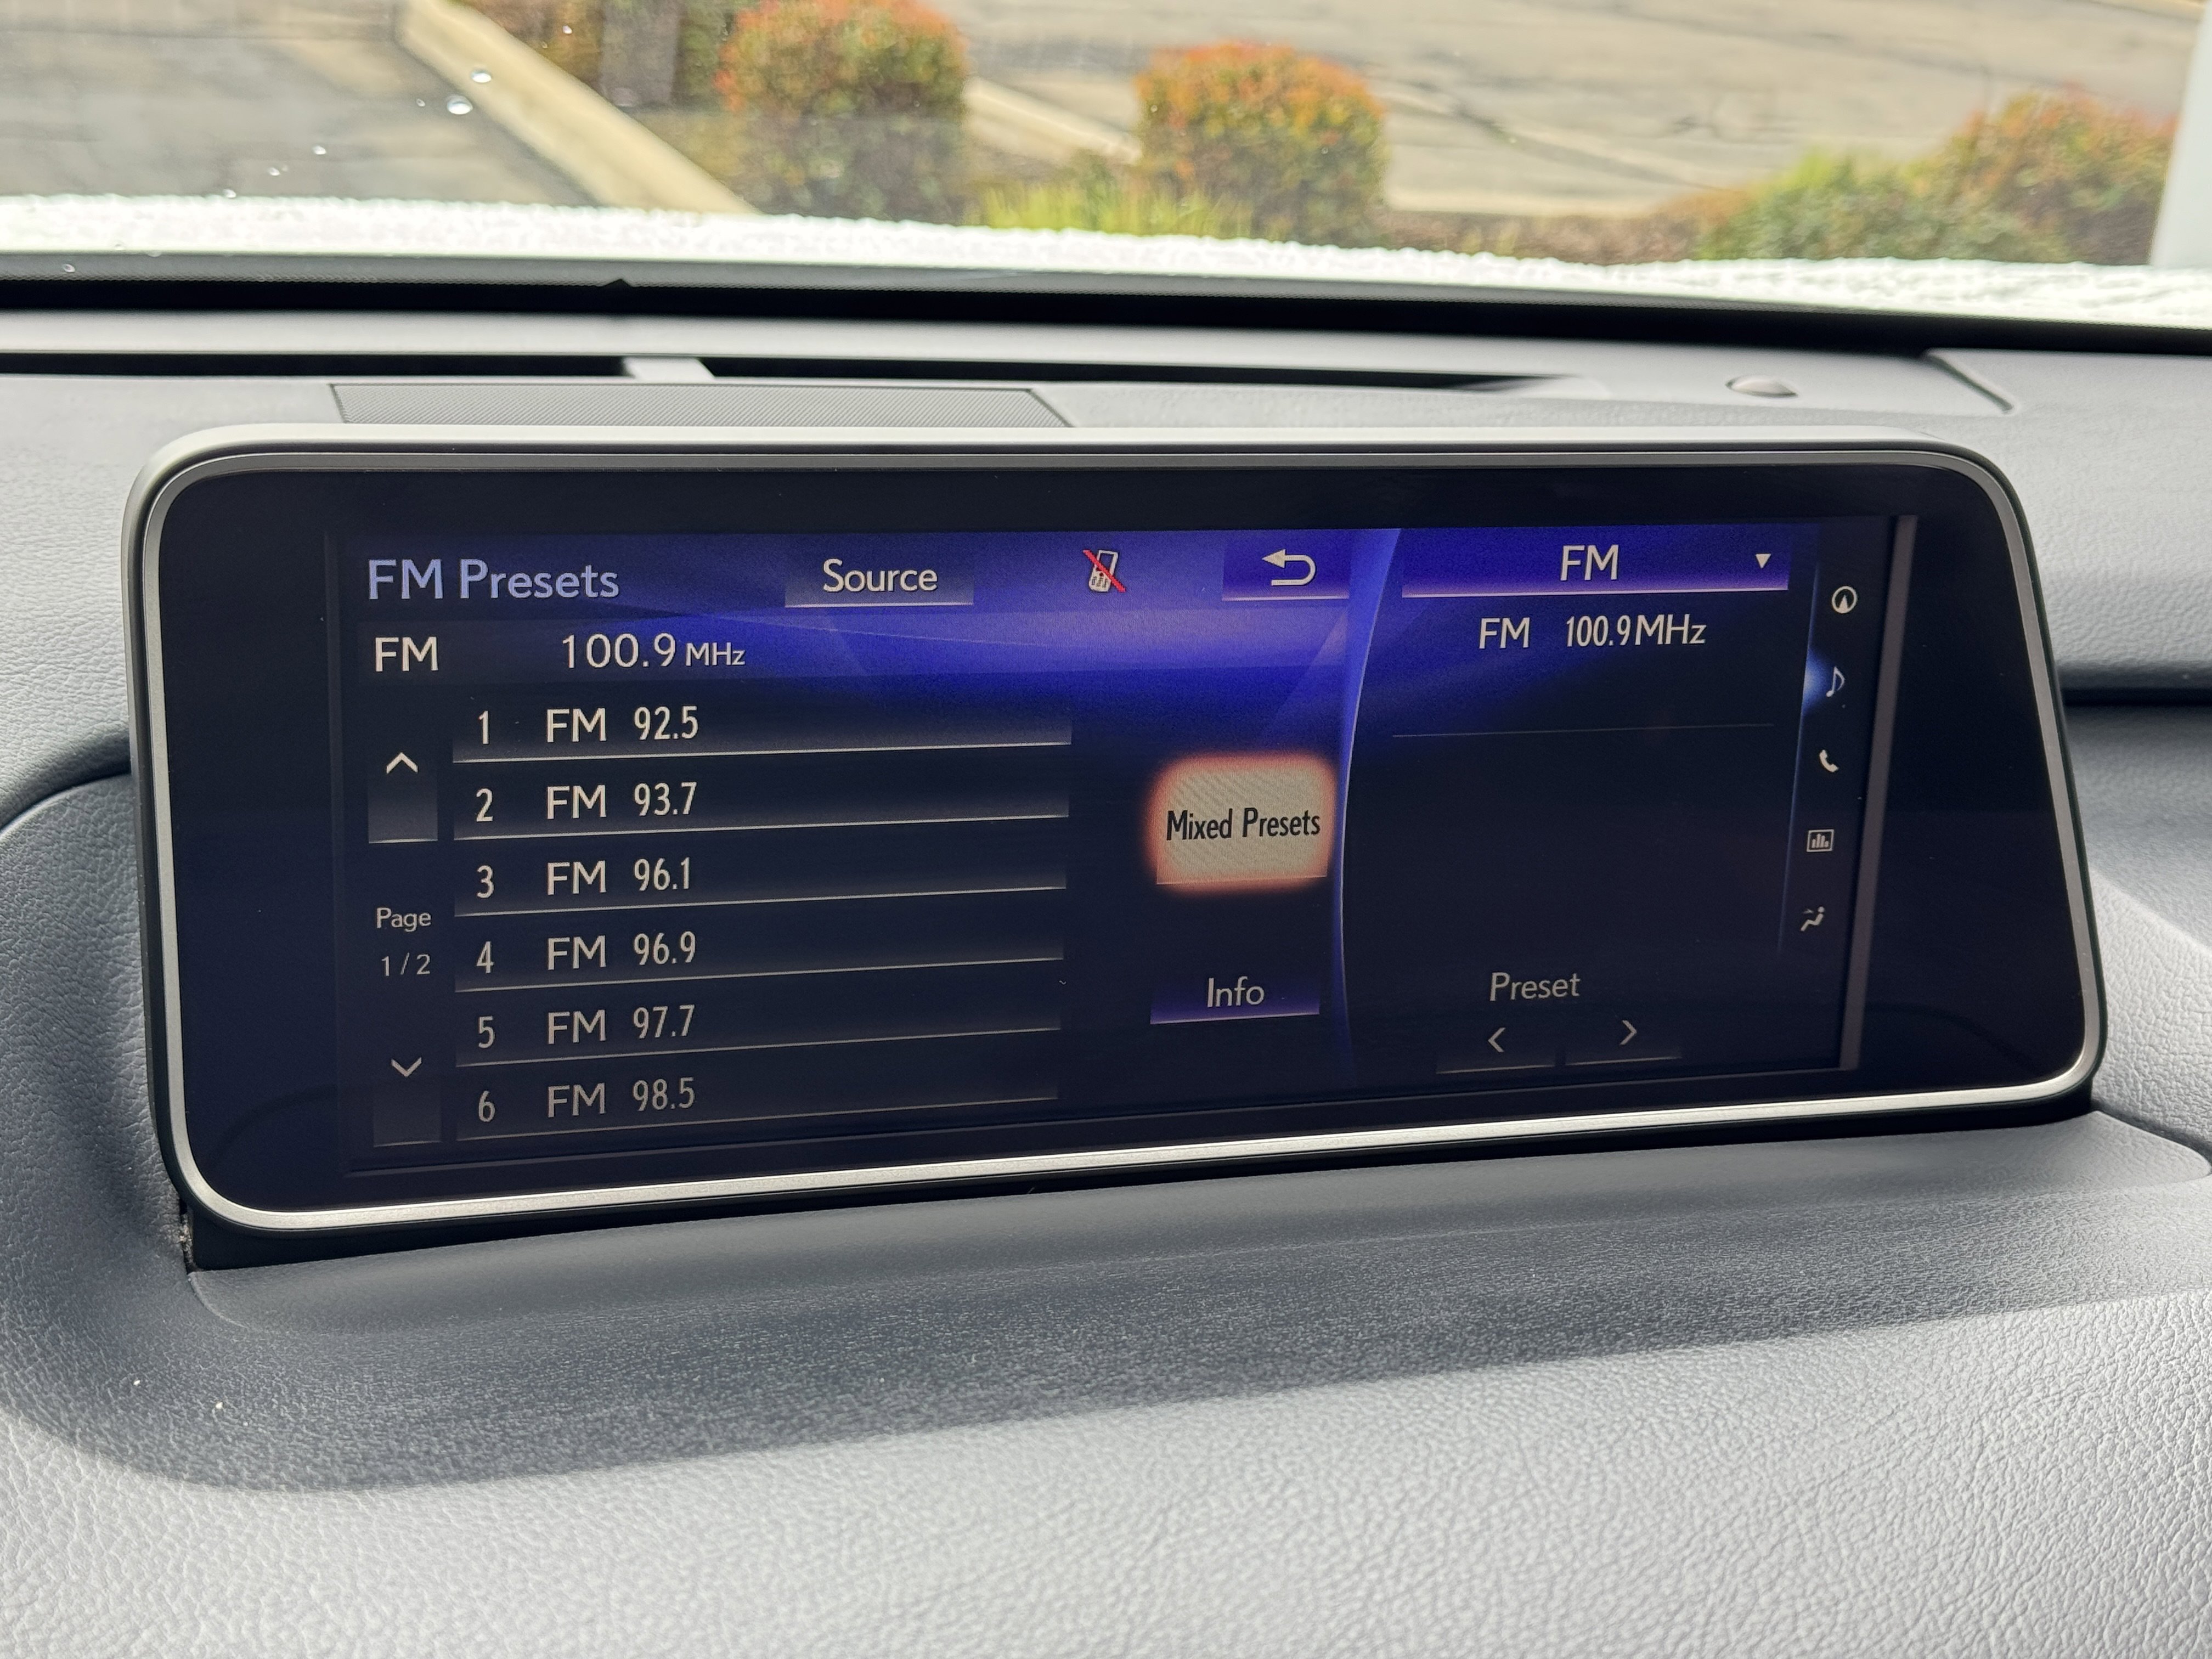 FM Presets Source FM
FM 100.9 MHz
FM 100.9MHz
1 FM 92.5
2 FM 93.7
3 FM 96.1
4 FM 96.9
5 FM 97.7
6 FM 98.5
Page
1/2
Mixed Presets
Info
Preset